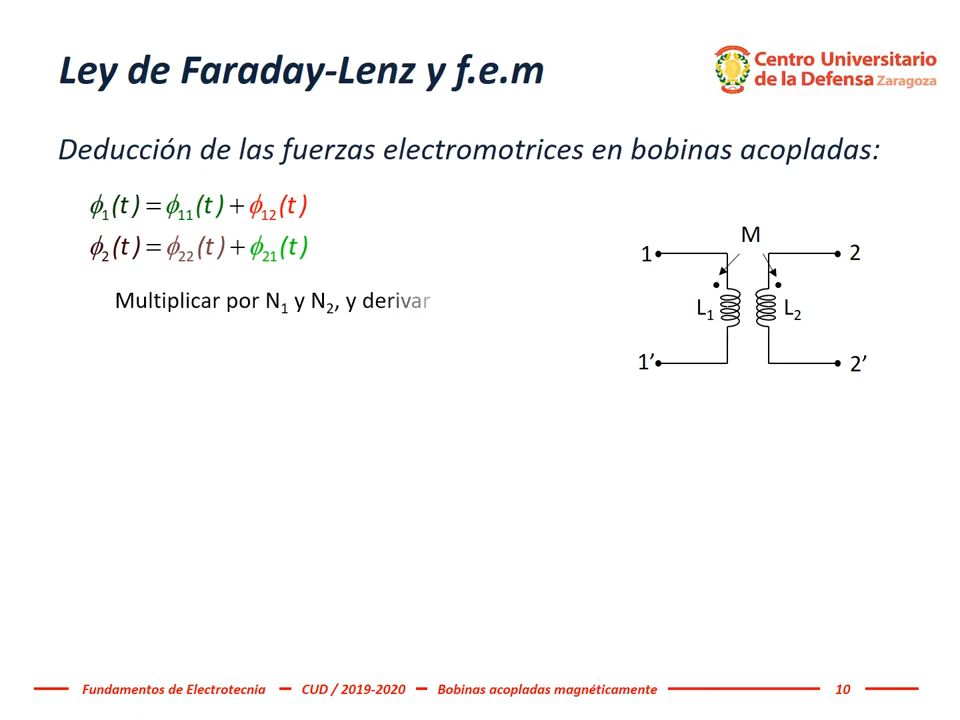 Ley de Faraday-Lenz y f.e.m
Centro Universitario
de la Defensa Zaragoza
Deducción de las fuerzas electromotrices en bobinas acopladas:
ϕ₁(t) = ϕ₁₁(t) + ϕ₁₂(t)
ϕ₂(t) = ϕ₂₂(t) + ϕ₂₁(t)
Multiplicar por N₁ y N₂, y derivar
M
1 2
L₁ L₂
1’ 2’
Fundamentos de Electrotecnia CUD / 2019-2020 Bobinas acopladas magnéticamente 10